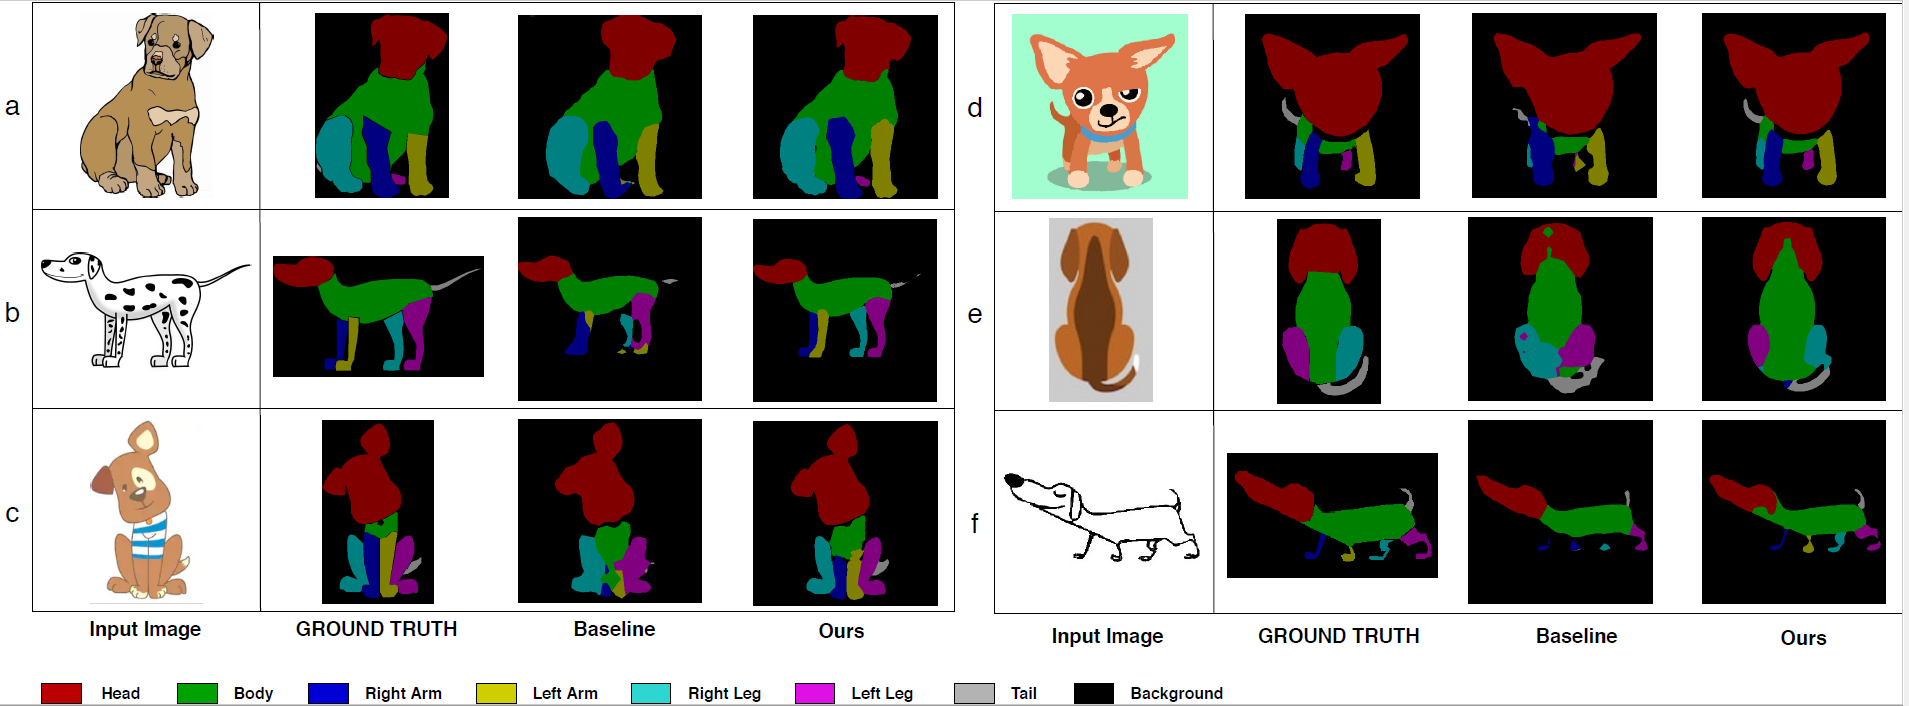 a
b
c
Input Image GROUND TRUTH Baseline Ours
d
e
f
Input Image GROUND TRUTH Baseline Ours
Head Body Right Arm Left Arm Right Leg Left Leg Tail Background